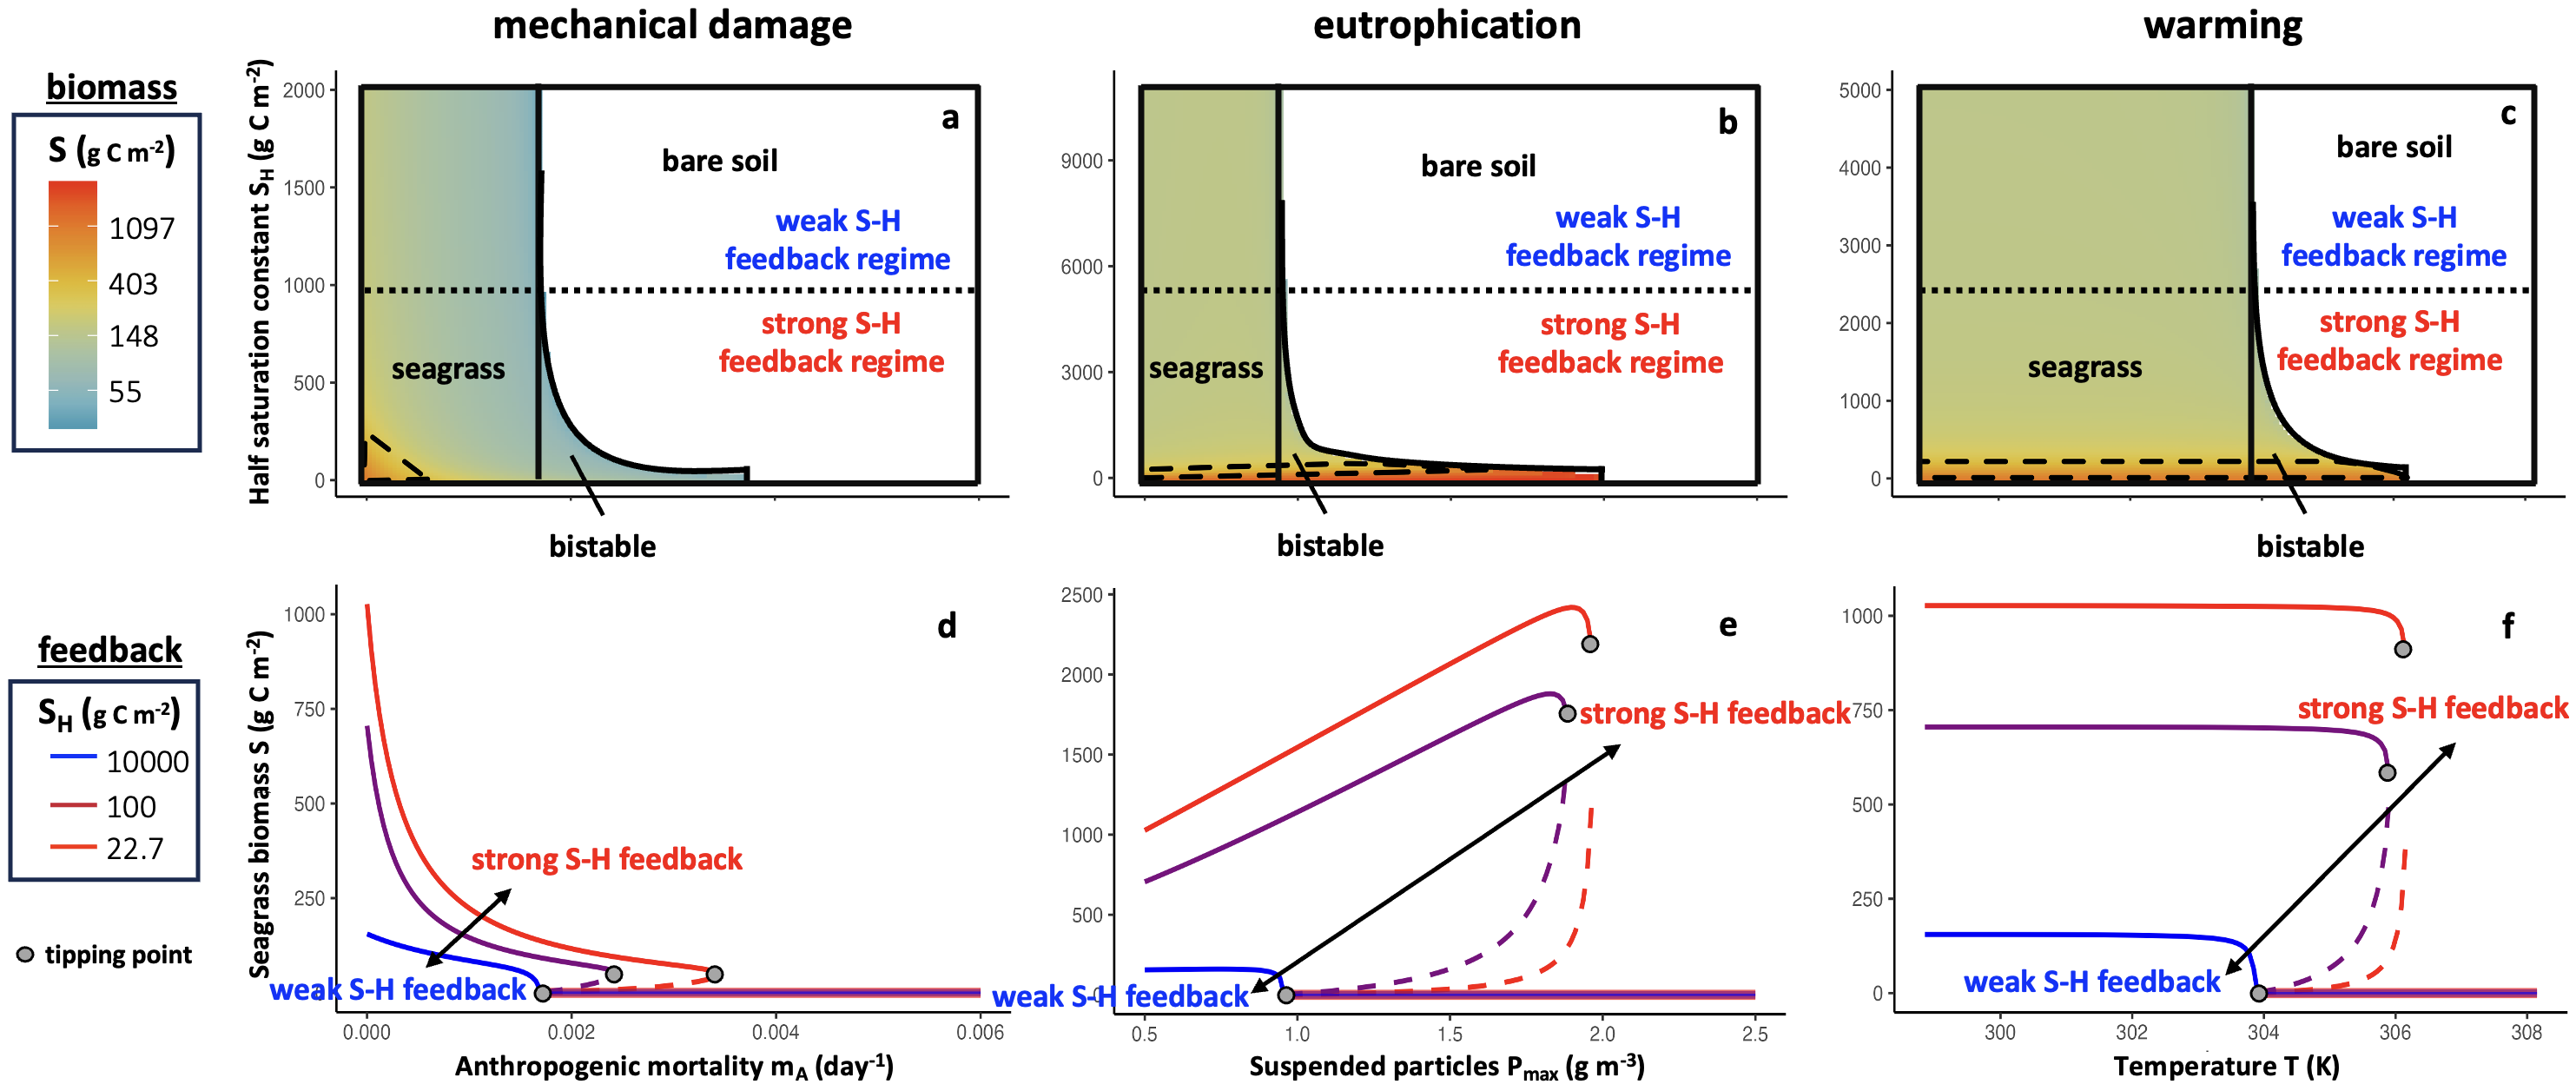 mechanical damage
eutrophication
warming
biomass
S (g C m-2)
1097
403
148
55
Half saturation constant SH (g C m-2)
2000
1500
1000
500
0
a
bare soil
weak S-H
feedback regime
strong S-H
feedback regime
seagrass
bistable
9000
6000
3000
0
b
bare soil
weak S-H
feedback regime
strong S-H
feedback regime
seagrass
bistable
5000
4000
3000
2000
1000
0
c
bare soil
weak S-H
feedback regime
strong S-H
feedback regime
seagrass
bistable
feedback
SH (g C m-2)
10000
100
22.7
tipping point
Seagrass biomass S (g C m-2)
1000
750
500
250
d
strong S-H feedback
weak S-H feedback
0.000
0.002
0.004
0.006
Anthropogenic mortality mA (day-1)
2500
2000
1500
1000
500
0
e
strong S-H feedback
weak S-H feedback
0.5
1.0
1.5
2.0
2.5
Suspended particles Pmax (g m-3)
1000
750
500
250
0
f
strong S-H feedback
weak S-H feedback
300
302
304
306
308
Temperature T (K)